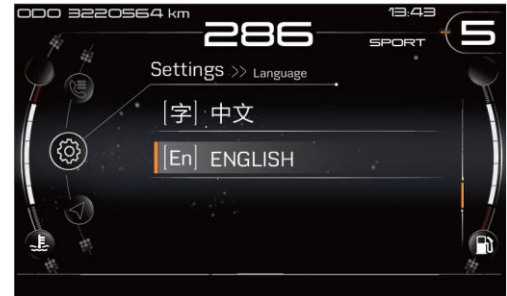 ODO 3220564 km
13:43
286
SPORT
5
Settings >> Language
[字] 中文
[En] ENGLISH